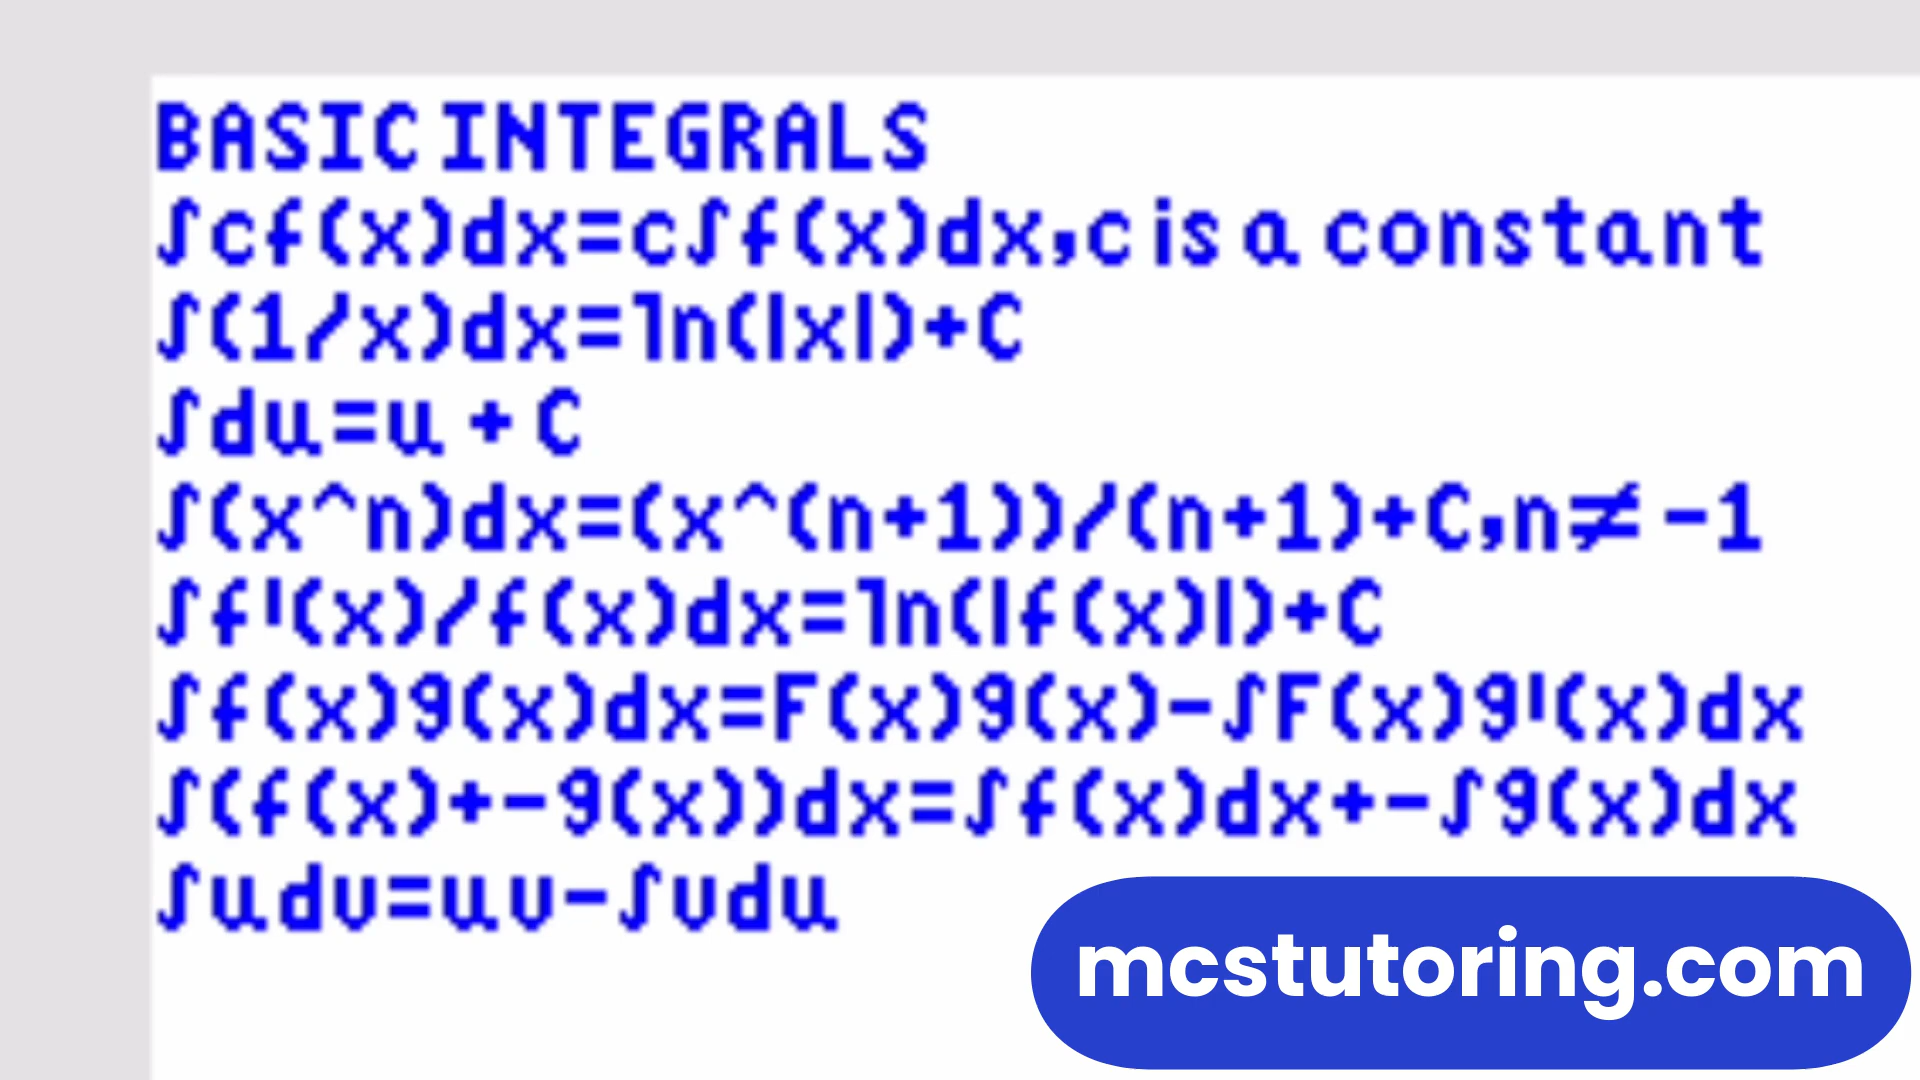 BASIC INTEGRALS
∫cf(x)dx=c∫f(x)dx,c is a constant
∫(1/x)dx=ln(|x|)+C
∫du=u + C
∫(x^n)dx=(x^(n+1))/(n+1)+C,n≠ -1
∫f'(x)/f(x)dx=ln(|f(x)|)+C
∫f(x)g(x)dx=F(x)g(x)-∫F(x)g'(x)dx
∫(f(x)+-g(x))dx=∫f(x)dx+-∫g(x)dx
∫udv=uv-∫vdu
mcstutoring.com